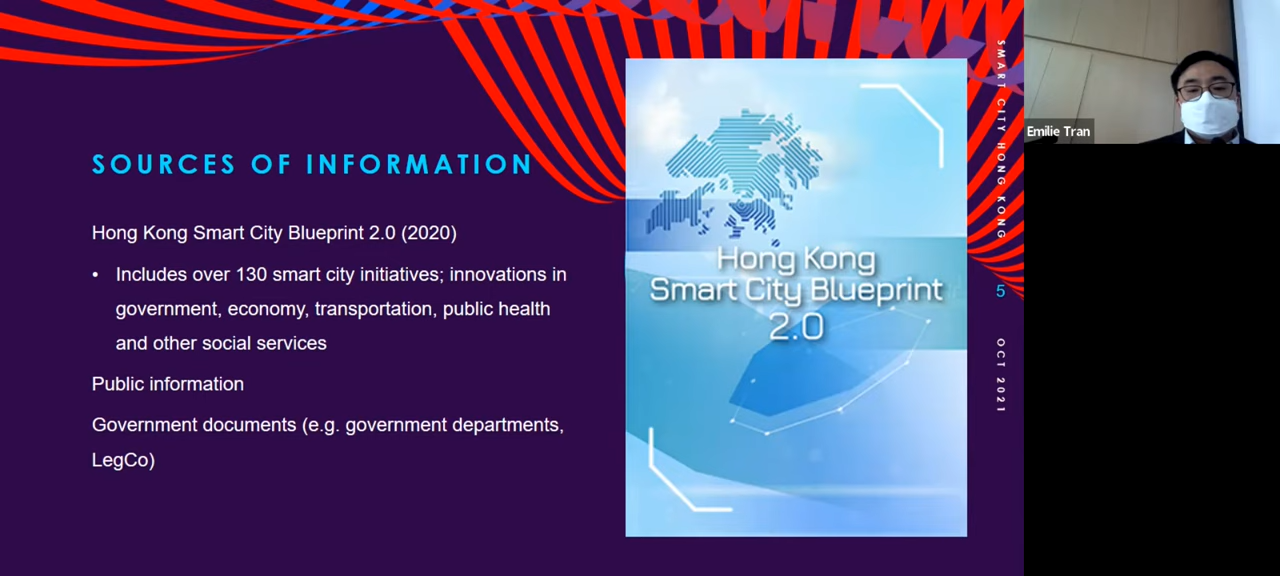 SOURCES OF INFORMATION
Hong Kong Smart City Blueprint 2.0 (2020)
• Includes over 130 smart city initiatives; innovations in
government, economy, transportation, public health
and other social services
Public information
Government documents (e.g. government departments,
LegCo)
Hong Kong
Smart City Blueprint
2.0
SMART CITY HONG KONG
5
OCT 2021
Emilie Tran